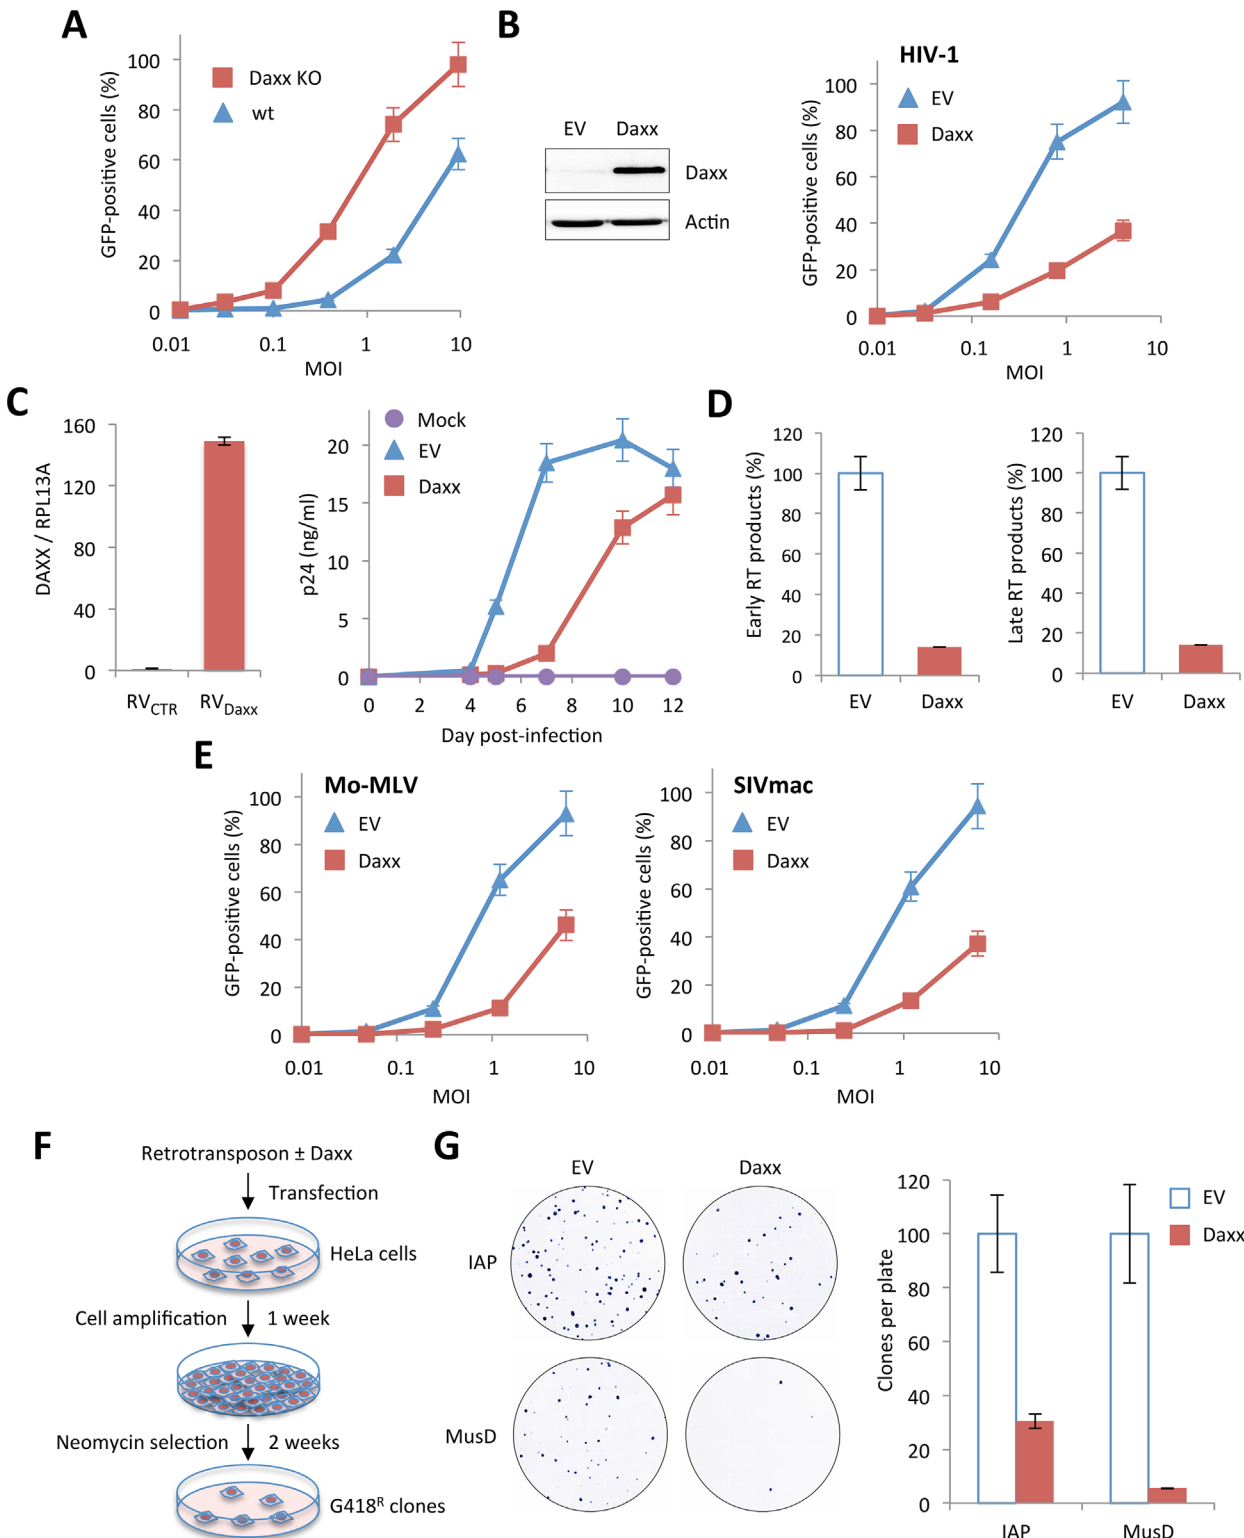 A
GFP-positive cells (%)
100
80
60
40
20
0
Daxx KO
wt
0.01 0.1 1 10
MOI
B
EV Daxx
Daxx
Actin
HIV-1
GFP-positive cells (%)
100
80
60
40
20
0
EV
Daxx
0.01 0.1 1 10
MOI
C
DAXX / RPL13A
160
120
80
40
0
RVCTR RVDaxx
p24 (ng/ml)
20
15
10
5
0
Mock
EV
Daxx
0 2 4 6 8 10 12
Day post-infection
D
Early RT products (%)
120
100
80
60
40
20
0
EV Daxx
Late RT products (%)
120
100
80
60
40
20
0
EV Daxx
E
Mo-MLV
GFP-positive cells (%)
100
80
60
40
20
0
EV
Daxx
0.01 0.1 1 10
MOI
SIVmac
GFP-positive cells (%)
100
80
60
40
20
0
EV
Daxx
0.01 0.1 1 10
MOI
F
Retrotransposon ± Daxx
Transfection
HeLa cells
Cell amplification 1 week
Neomycin selection 2 weeks
G418R clones
G
EV Daxx
IAP
MusD
Clones per plate
120
100
80
60
40
20
0
EV
Daxx
IAP MusD